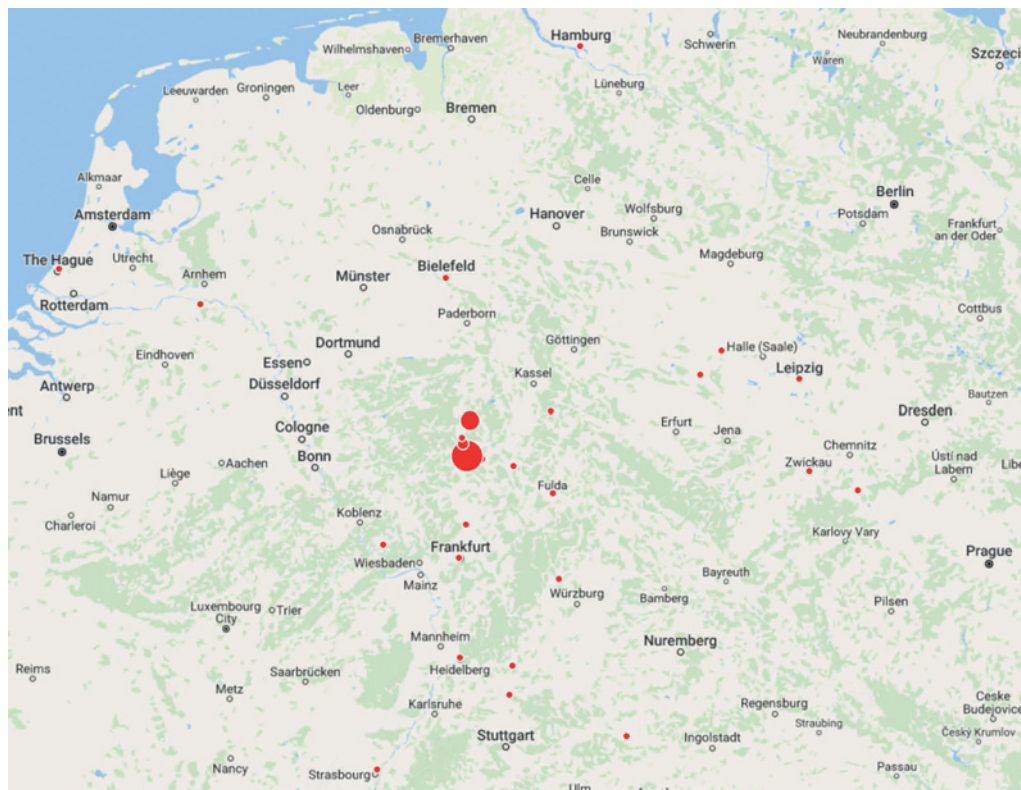 Hamburg
Bremerhaven
Wilhelmshaven
Schwerin
Neubrandenburg
Waren
Szczeci
Leeuwarden
Groningen
Leer
Lüneburg
Oldenburg
Bremen
Alkmaar
Celle
Berlin
Amsterdam
Hanover
Wolfsburg
Potsdam
Osnabrück
Brunswick
Frankfurt
an der Oder
The Hague
Utrecht
Arnhem
Münster
Bielefeld
Magdeburg
Rotterdam
Paderborn
Cottbus
Eindhoven
Essen
Dortmund
Göttingen
Halle (Saale)
Antwerp
Düsseldorf
Kassel
Leipzig
Bautzen
ent
Brussels
Cologne
Erfurt
Jena
Dresden
Bonn
Chemnitz
Aachen
Liège
Zwickau
Ústí nad
Labem
Libe
Namur
Fulda
Charleroi
Koblenz
Karlovy Vary
Frankfurt
Wiesbaden
Prague
Mainz
Bayreuth
Würzburg
Bamberg
Luxembourg
City
Trier
Pilsen
Mannheim
Nuremberg
Reims
Saarbrücken
Heidelberg
Metz
Karlsruhe
Regensburg
Ceske
Budejovice
Straubing
Český Krumlov
Stuttgart
Ingolstadt
Nancy
Strasbourg
Passau
Ulm